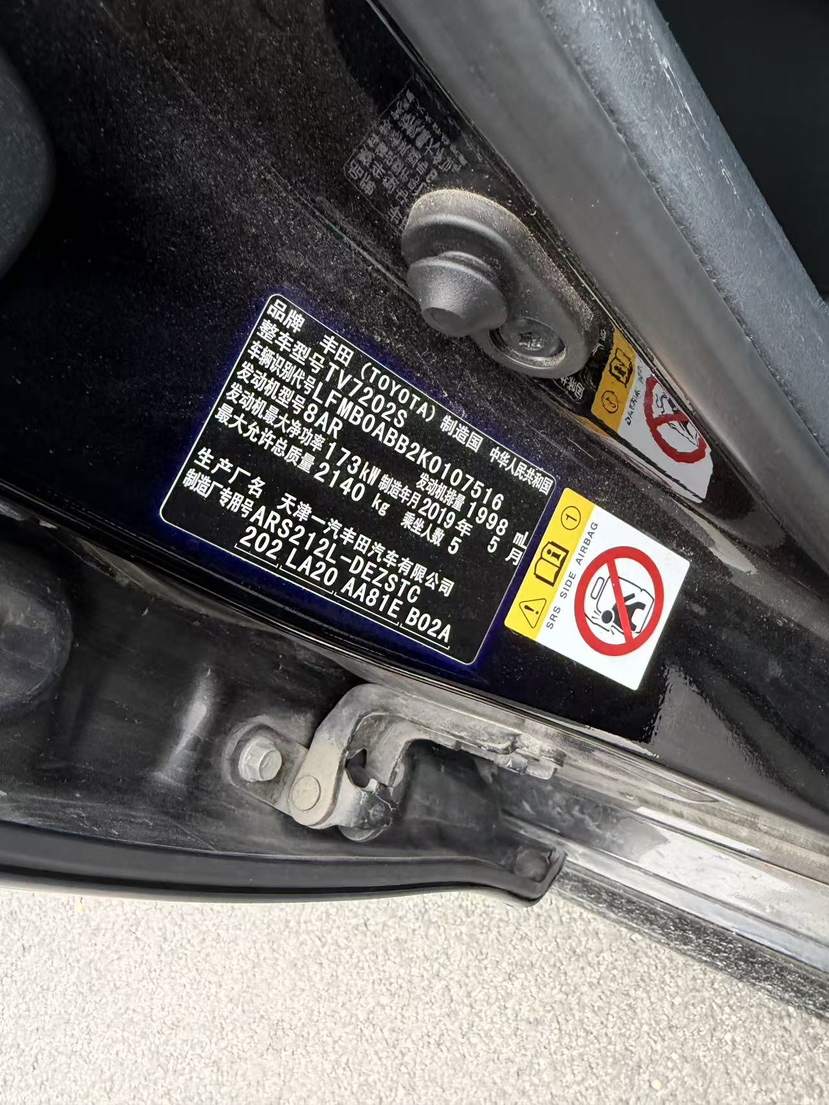 品牌 丰田 (TOYOTA) 制造国 中华人民共和国
整车型号TV7202S
车辆识别代号LFMB0ABB2K0107516
发动机型号8AR 发动机排量1998 mL
发动机最大净功率173kW 制造年月2019年 5月
最大允许总质量2140 kg 乘坐人数 5
生产厂名 天津一汽丰田汽车有限公司
制造厂专用号ARS212L-DEZSTC
202 LA20 AA81E B02A
SRS SIDE AIRBAG